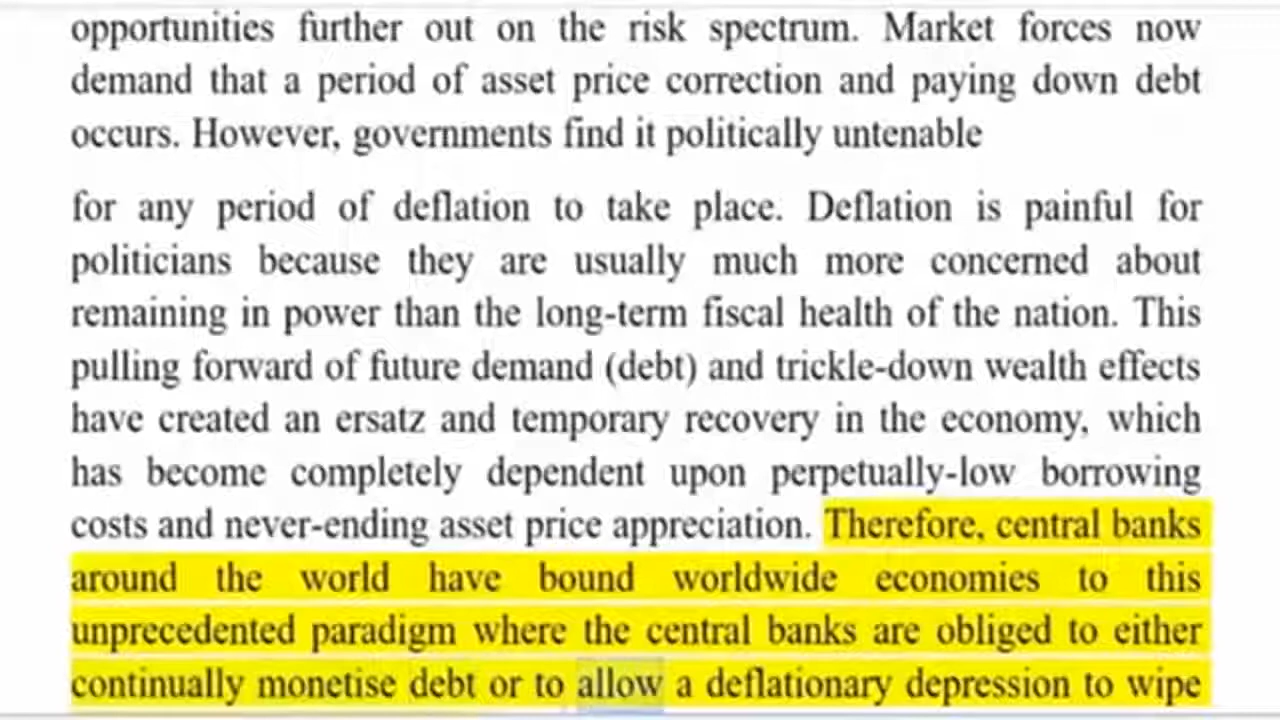 opportunities further out on the risk spectrum. Market forces now
demand that a period of asset price correction and paying down debt
occurs. However, governments find it politically untenable
for any period of deflation to take place. Deflation is painful for
politicians because they are usually much more concerned about
remaining in power than the long-term fiscal health of the nation. This
pulling forward of future demand (debt) and trickle-down wealth effects
have created an ersatz and temporary recovery in the economy, which
has become completely dependent upon perpetually-low borrowing
costs and never-ending asset price appreciation. Therefore, central banks
around the world have bound worldwide economies to this
unprecedented paradigm where the central banks are obliged to either
continually monetise debt or to allow a deflationary depression to wipe